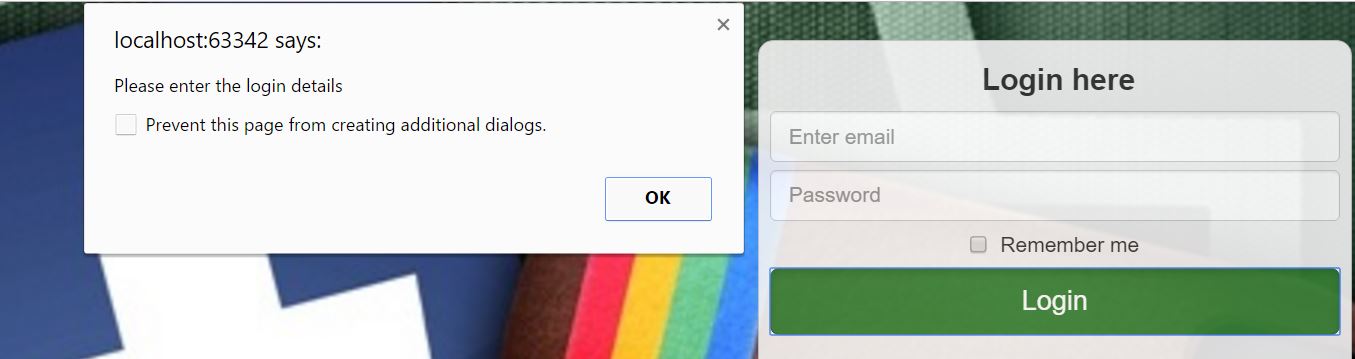 localhost:63342 says:
Please enter the login details
Prevent this page from creating additional dialogs.
OK
Login here
Enter email
Password
Remember me
Login